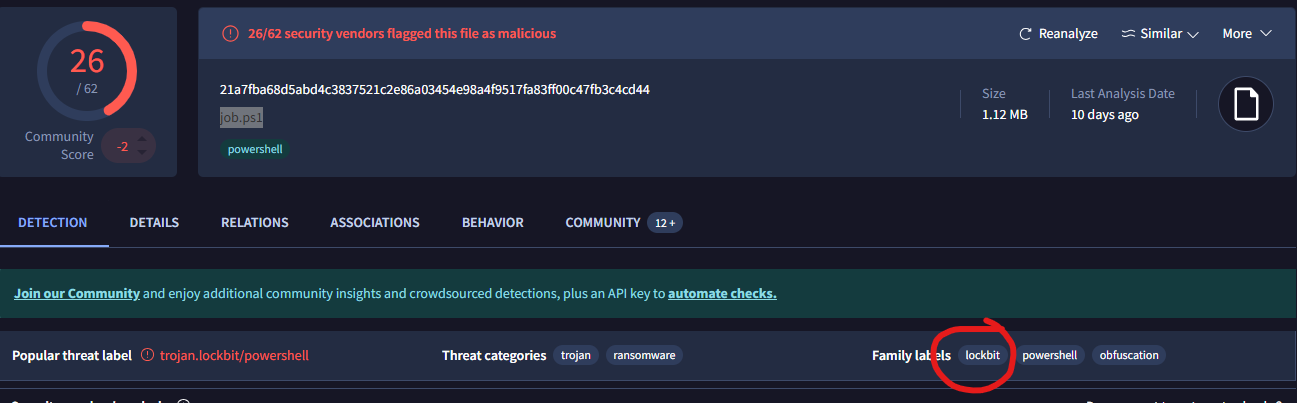 26
/ 62
Community
Score
-2
26/62 security vendors flagged this file as malicious
Reanalyze
Similar
More
21a7fba68d5abd4c3837521c2e86a03454e98a4f9517fa83ff00c47fb3c4cd44
job.ps1
powershell
Size
1.12 MB
Last Analysis Date
10 days ago
DETECTION
DETAILS
RELATIONS
ASSOCIATIONS
BEHAVIOR
COMMUNITY
12 +
Join our Community and enjoy additional community insights and crowdsourced detections, plus an API key to automate checks.
Popular threat label
trojan.lockbit/powershell
Threat categories
trojan
ransomware
Family labels
lockbit
powershell
obfuscation